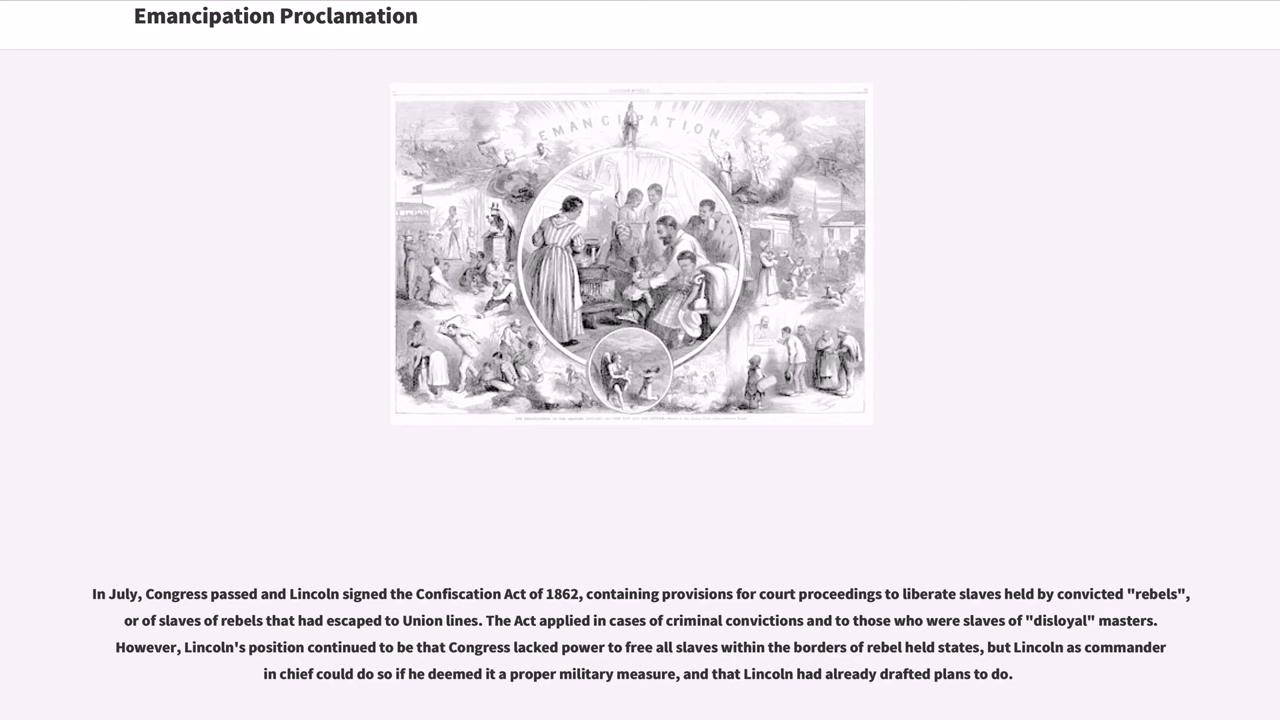 Emancipation Proclamation
EMANCIPATION
In July, Congress passed and Lincoln signed the Confiscation Act of 1862, containing provisions for court proceedings to liberate slaves held by convicted "rebels",
or of slaves of rebels that had escaped to Union lines. The Act applied in cases of criminal convictions and to those who were slaves of "disloyal" masters.
However, Lincoln's position continued to be that Congress lacked power to free all slaves within the borders of rebel held states, but Lincoln as commander
in chief could do so if he deemed it a proper military measure, and that Lincoln had already drafted plans to do.